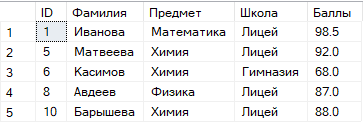 ID Фамилия Предмет Школа Баллы
1 1 Иванова Математика Лицей 98.5
2 5 Матвеева Химия Лицей 92.0
3 6 Касимов Химия Гимназия 68.0
4 8 Авдеев Физика Лицей 87.0
5 10 Барышева Химия Лицей 88.0